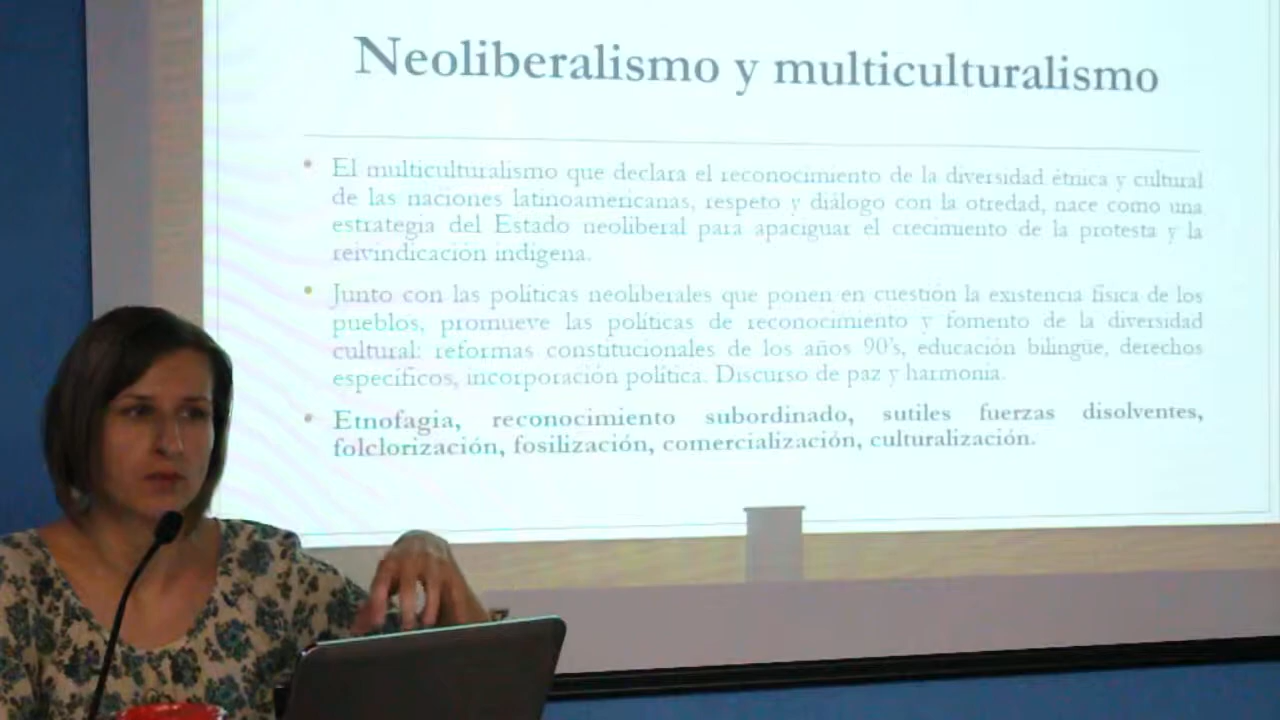 Neoliberalismo y multiculturalismo
• El multiculturalismo que declara el reconocimiento de la diversidad étnica y cultural
de las naciones latinoamericanas, respeto y diálogo con la otredad, nace como una
estrategia del Estado neoliberal para apaciguar el crecimiento de la protesta y la
reivindicación indígena.
• Junto con las políticas neoliberales que ponen en cuestión la existencia física de los
pueblos, promueve las políticas de reconocimiento y fomento de la diversidad
cultural: reformas constitucionales de los años 90's, educación bilingüe, derechos
específicos, incorporación política. Discurso de paz y harmonia.
• Etnofagia, reconocimiento subordinado, sutiles fuerzas disolventes,
folclorización, fosilización, comercialización, culturalización.